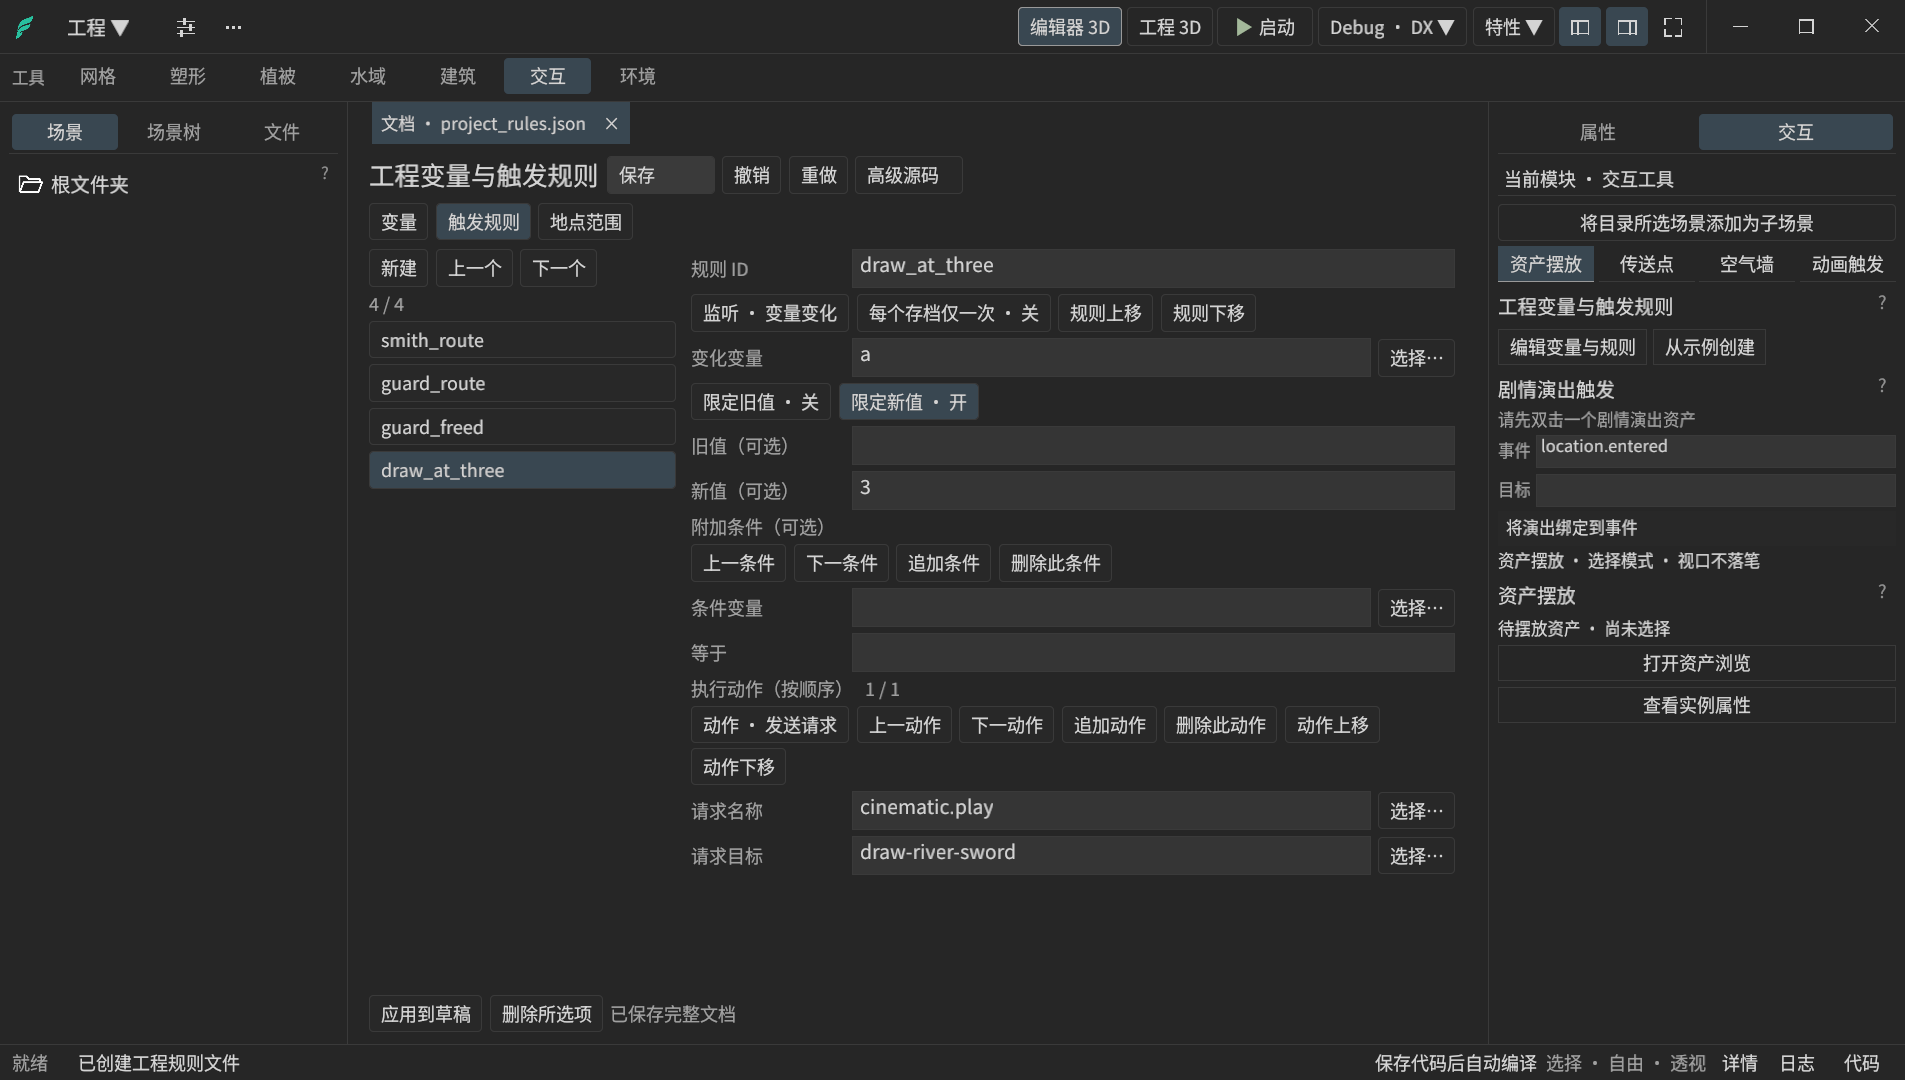 工程▼ … 编辑器 3D 工程 3D 启动 Debug · DX▼ 特性▼
工具 网格 塑形 植被 水域 建筑 交互 环境
场景 场景树 文件
根文件夹 ?
文档 · project_rules.json ×
工程变量与触发规则 保存 撤销 重做 高级源码
变量 触发规则 地点范围
新建 上一个 下一个
4 / 4
smith_route
guard_route
guard_freed
draw_at_three
规则 ID draw_at_three
监听 · 变量变化 每个存档仅一次 · 关 规则上移 规则下移
变化变量 a 选择…
限定旧值 · 关 限定新值 · 开
旧值（可选）
新值（可选） 3
附加条件（可选）
上一条件 下一条件 追加条件 删除此条件
条件变量 选择…
等于
执行动作（按顺序） 1 / 1
动作 · 发送请求 上一动作 下一动作 追加动作 删除此动作 动作上移
动作下移
请求名称 cinematic.play 选择…
请求目标 draw-river-sword 选择…
应用到草稿 删除所选项 已保存完整文档
属性 交互
当前模块 · 交互工具
将目录所选场景添加为子场景
资产摆放 传送点 空气墙 动画触发
工程变量与触发规则 ?
编辑变量与规则 从示例创建
剧情演出触发 ?
请先双击一个剧情演出资产
事件 location.entered
目标
将演出绑定到事件
资产摆放 · 选择模式 · 视口不落笔
资产摆放 ?
待摆放资产 · 尚未选择
打开资产浏览
查看实例属性
就绪 已创建工程规则文件 保存代码后自动编译 选择 · 自由 · 透视 详情 日志 代码